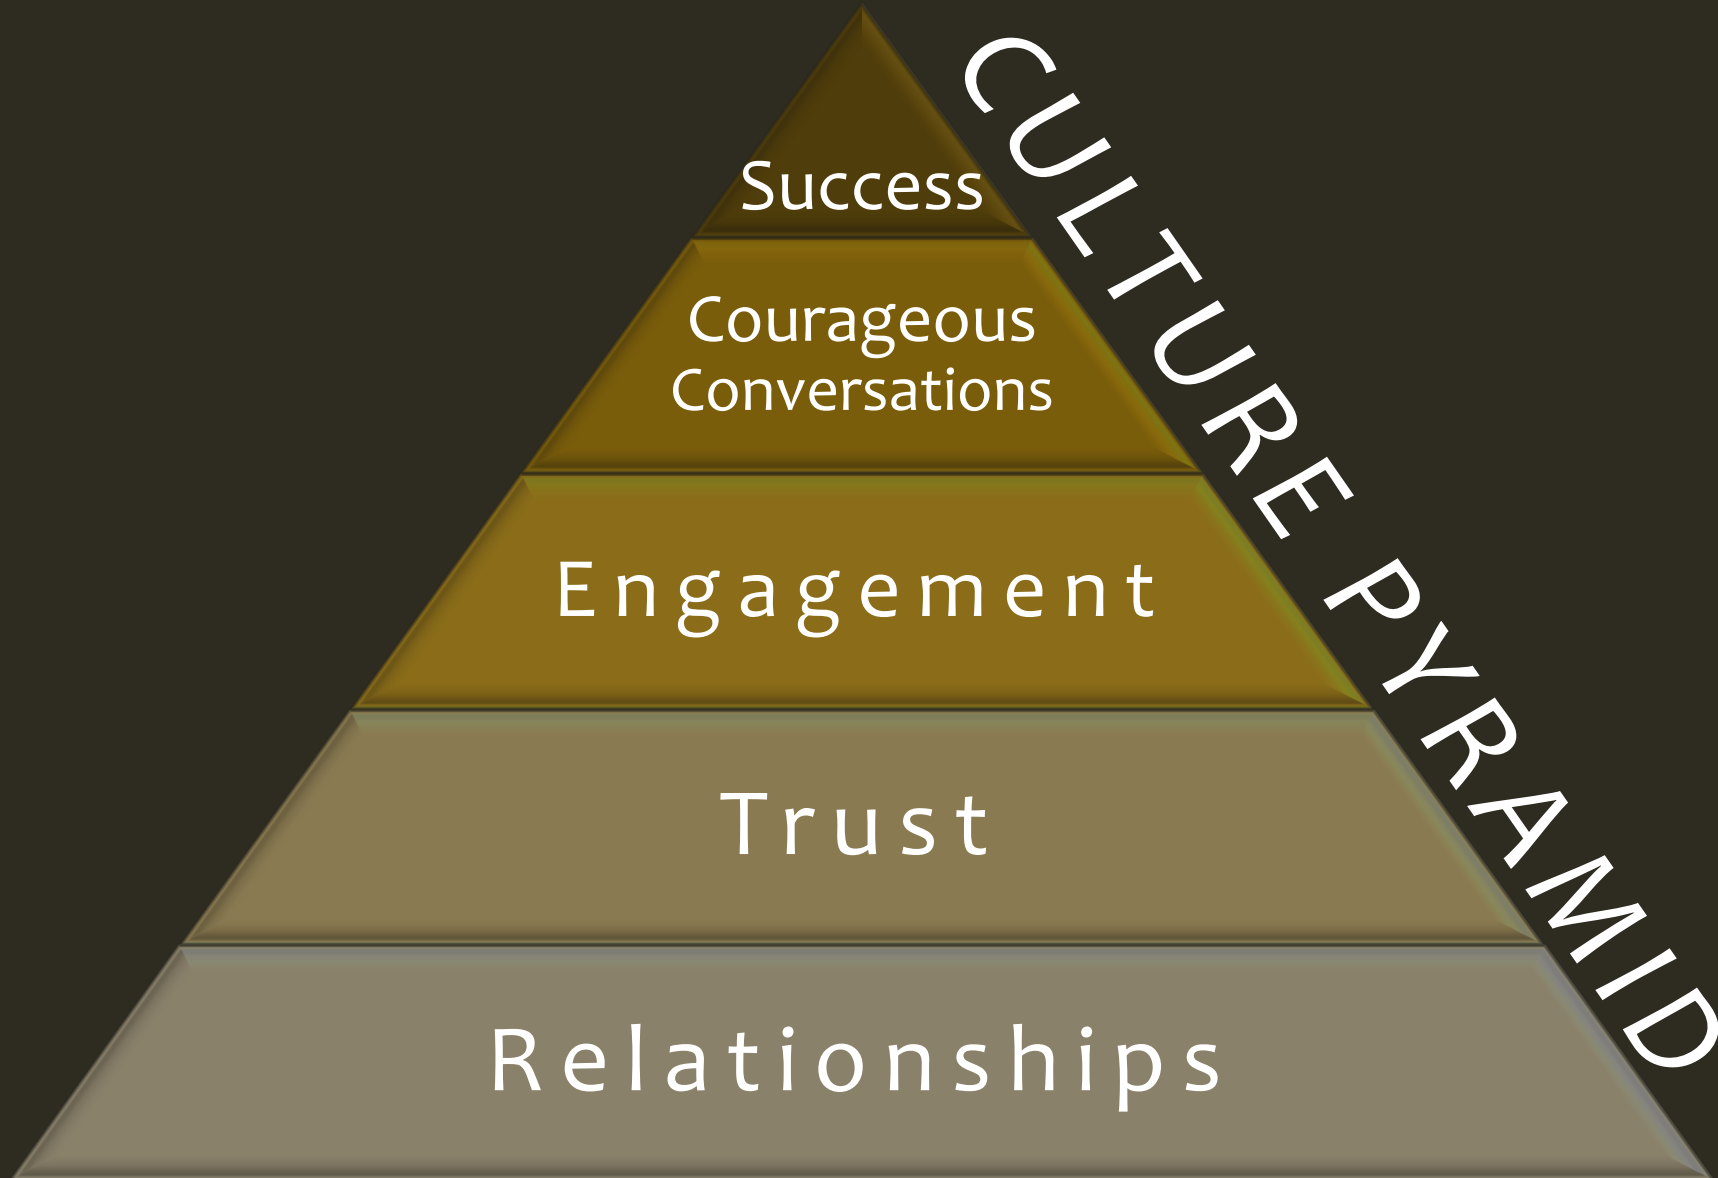 CULTURE PYRAMID
Success
Courageous
Conversations
Engagement
Trust
Relationships